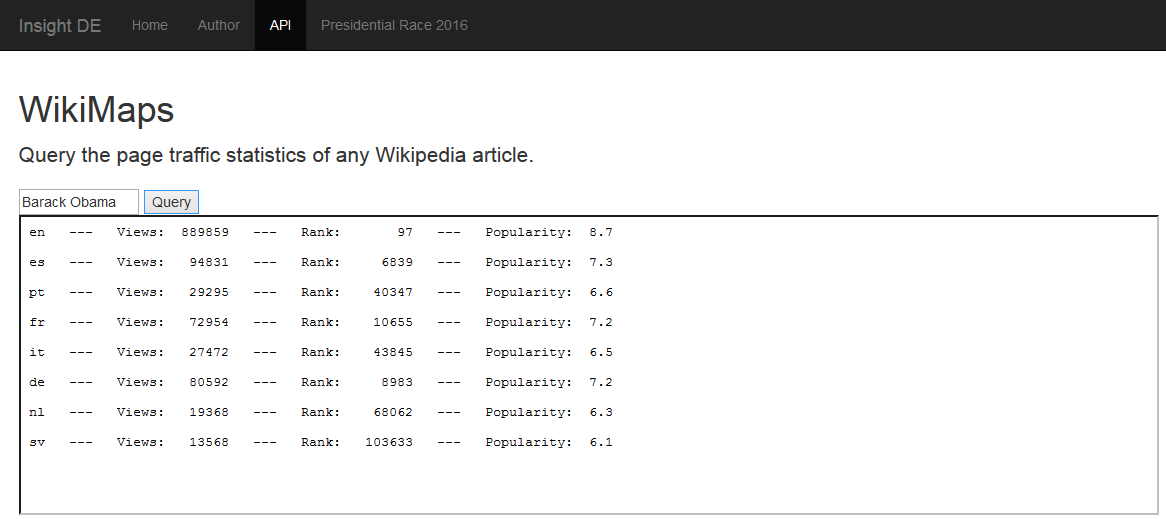 Insight DE Home Author API Presidential Race 2016
WikiMaps
Query the page traffic statistics of any Wikipedia article.
Barack Obama Query
en --- Views: 889859 --- Rank: 97 --- Popularity: 8.7
es --- Views: 94831 --- Rank: 6839 --- Popularity: 7.3
pt --- Views: 29295 --- Rank: 40347 --- Popularity: 6.6
fr --- Views: 72954 --- Rank: 10655 --- Popularity: 7.2
it --- Views: 27472 --- Rank: 43845 --- Popularity: 6.5
de --- Views: 80592 --- Rank: 8983 --- Popularity: 7.2
nl --- Views: 19368 --- Rank: 68062 --- Popularity: 6.3
sv --- Views: 13568 --- Rank: 103633 --- Popularity: 6.1